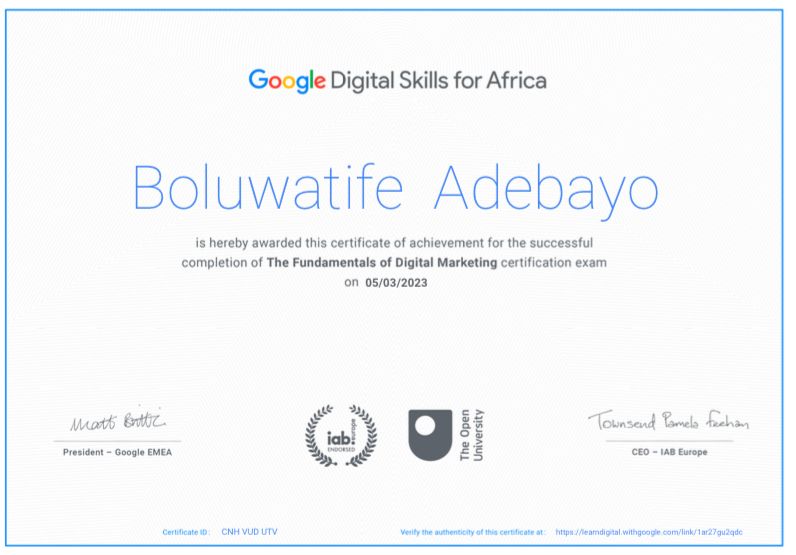 Google Digital Skills for Africa
Boluwatife Adebayo
is hereby awarded this certificate of achievement for the successful
completion of The Fundamentals of Digital Marketing certification exam
on 05/03/2023
Matt Brittin
President – Google EMEA
iab.europe
ENDORSED
The Open
University
Townsend Pamela Feehan
CEO – IAB Europe
Certificate ID: CNH VUD UTV
Verify the authenticity of this certificate at: https://learndigital.withgoogle.com/link/1ar27gu2qdc